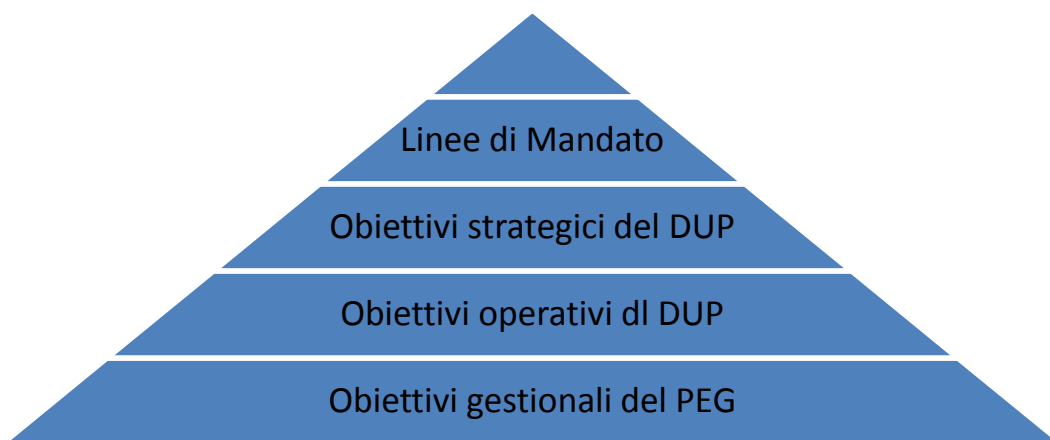 Linee di Mandato
Obiettivi strategici del DUP
Obiettivi operativi dl DUP
Obiettivi gestionali del PEG